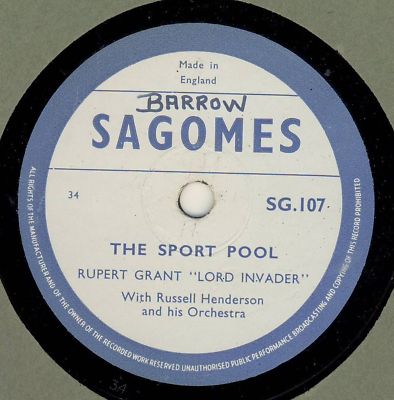 Made in
England
BARROW
SAGOMES
34
SG.107
THE SPORT POOL
RUPERT GRANT "LORD INVADER"
With Russell Henderson
and his Orchestra
ALL RIGHTS OF THE MANUFACTURER AND OF THE OWNER OF THE RECORDED WORK RESERVED UNAUTHORISED PUBLIC PERFORMANCE BROADCASTING AND COPYING OF THIS RECORD PROHIBITED
34